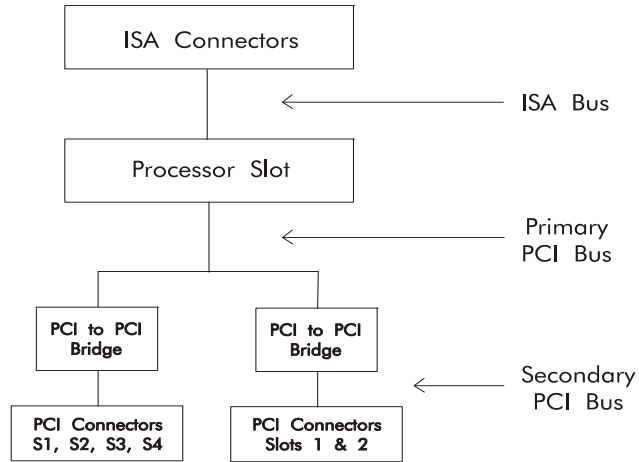 ISA Connectors
ISA Bus
Processor Slot
Primary
PCI Bus
PCI to PCI
Bridge
PCI to PCI
Bridge
Secondary
PCI Bus
PCI Connectors
S1, S2, S3, S4
PCI Connectors
Slots 1 & 2